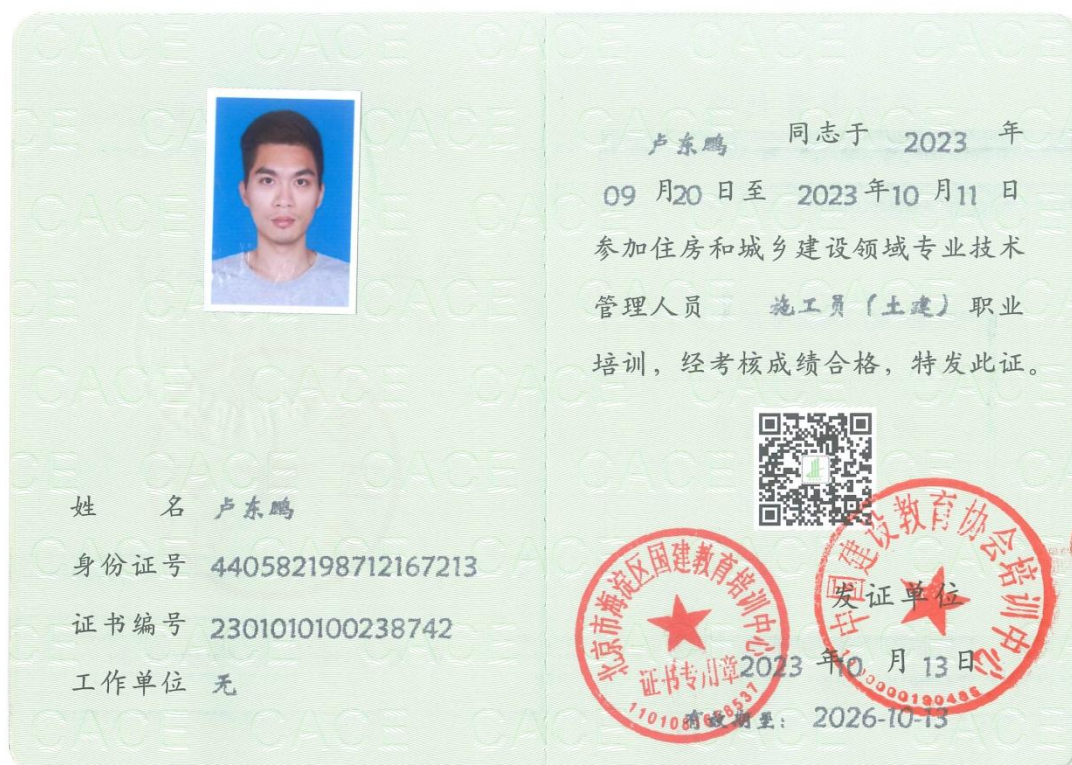 卢东鹏 同志于 2023 年
09 月20 日至 2023 年10 月11 日
参加住房和城乡建设领域专业技术
管理人员 施工员（土建）职业
培训，经考核成绩合格，特发此证。
姓 名 卢东鹏
身份证号 440582198712167213
证书编号 2301010100238742
工作单位 无
北京市海淀区国建教育培训中心
证书专用章
中国建设教育协会培训中心
发证单位
2023 年10 月 13日
有效期至： 2026-10-13
CACE